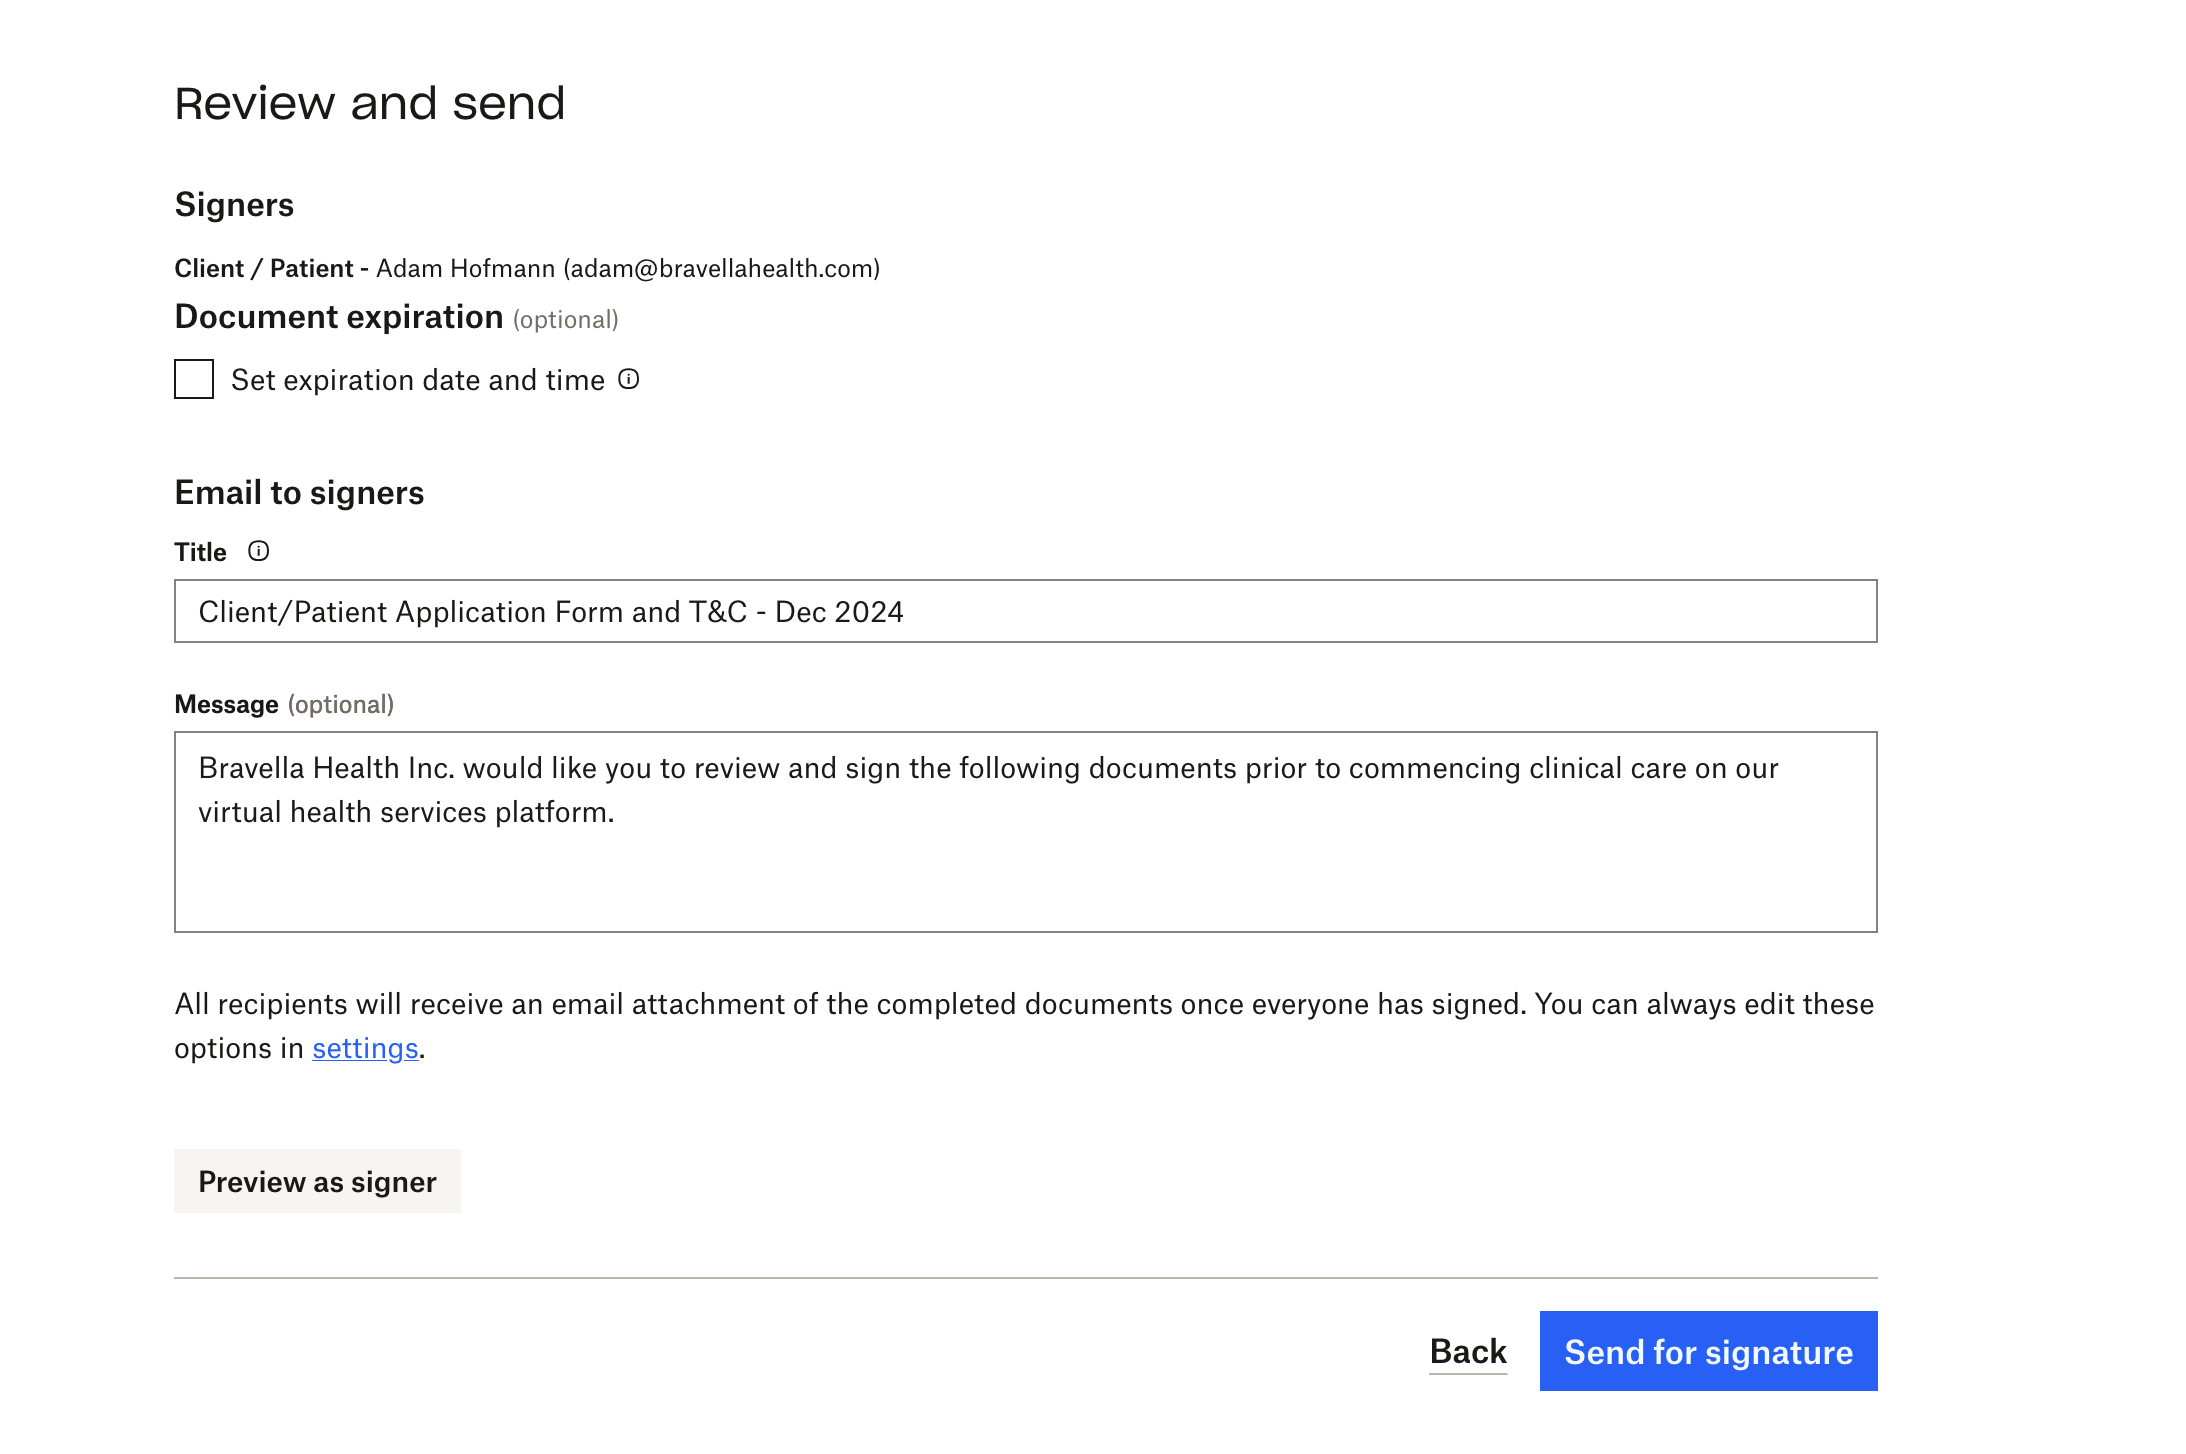 Review and send
Signers
Client / Patient - Adam Hofmann (adam@bravellahealth.com)
Document expiration (optional)
Set expiration date and time
Email to signers
Title
Client/Patient Application Form and T&C - Dec 2024
Message (optional)
Bravella Health Inc. would like you to review and sign the following documents prior to commencing clinical care on our
virtual health services platform.
All recipients will receive an email attachment of the completed documents once everyone has signed. You can always edit these
options in settings.
Preview as signer
Back
Send for signature